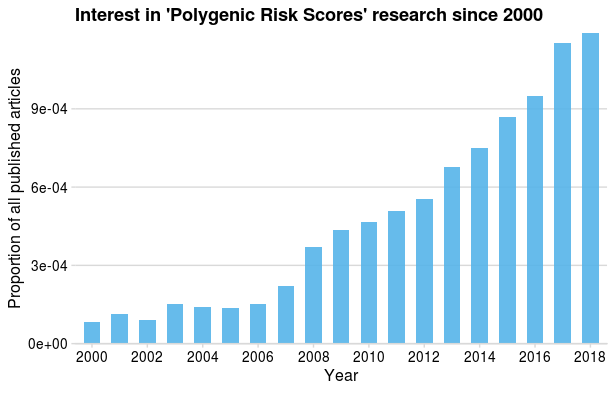 Interest in 'Polygenic Risk Scores' research since 2000
Proportion of all published articles
9e-04
6e-04
3e-04
0e+00
2000 2002 2004 2006 2008 2010 2012 2014 2016 2018
Year